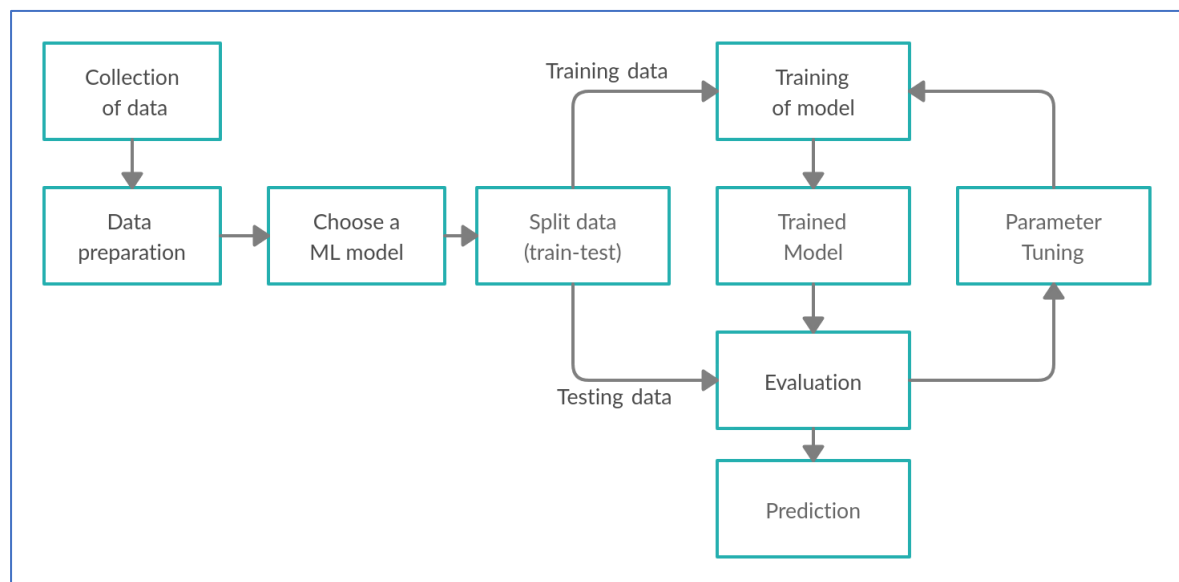 Collection
of data
Data
preparation
Choose a
ML model
Split data
(train-test)
Training data
Testing data
Training
of model
Trained
Model
Evaluation
Prediction
Parameter
Tuning